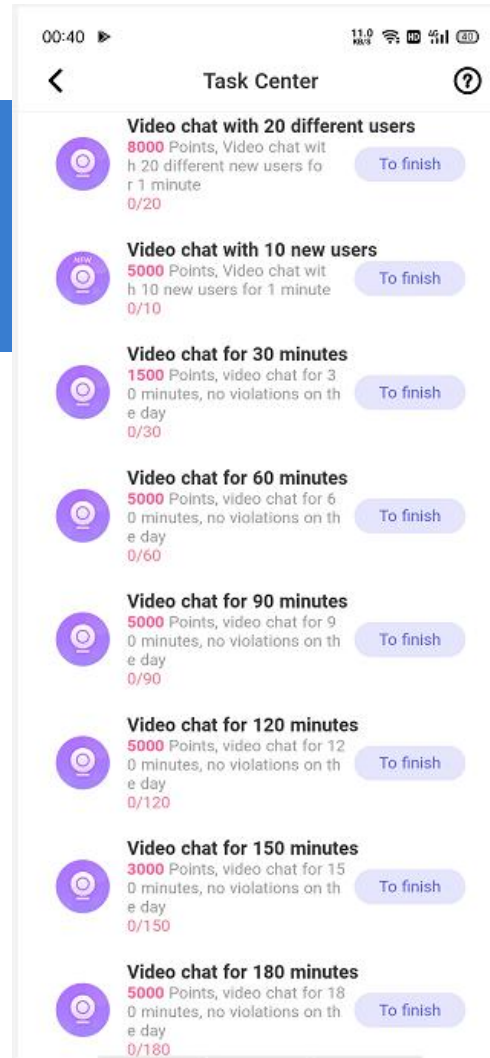 00:40
11.0 KB/S HD 4G 40
Task Center
Video chat with 20 different users
8000 Points, Video chat wit
h 20 different new users fo
r 1 minute
0/20
To finish
NEW
Video chat with 10 new users
5000 Points, Video chat wit
h 10 new users for 1 minute
0/10
To finish
Video chat for 30 minutes
1500 Points, video chat for 3
0 minutes, no violations on th
e day
0/30
To finish
Video chat for 60 minutes
5000 Points, video chat for 6
0 minutes, no violations on th
e day
0/60
To finish
Video chat for 90 minutes
5000 Points, video chat for 9
0 minutes, no violations on th
e day
0/90
To finish
Video chat for 120 minutes
5000 Points, video chat for 12
0 minutes, no violations on th
e day
0/120
To finish
Video chat for 150 minutes
3000 Points, video chat for 15
0 minutes, no violations on th
e day
0/150
To finish
Video chat for 180 minutes
5000 Points, video chat for 18
0 minutes, no violations on th
e day
0/180
To finish